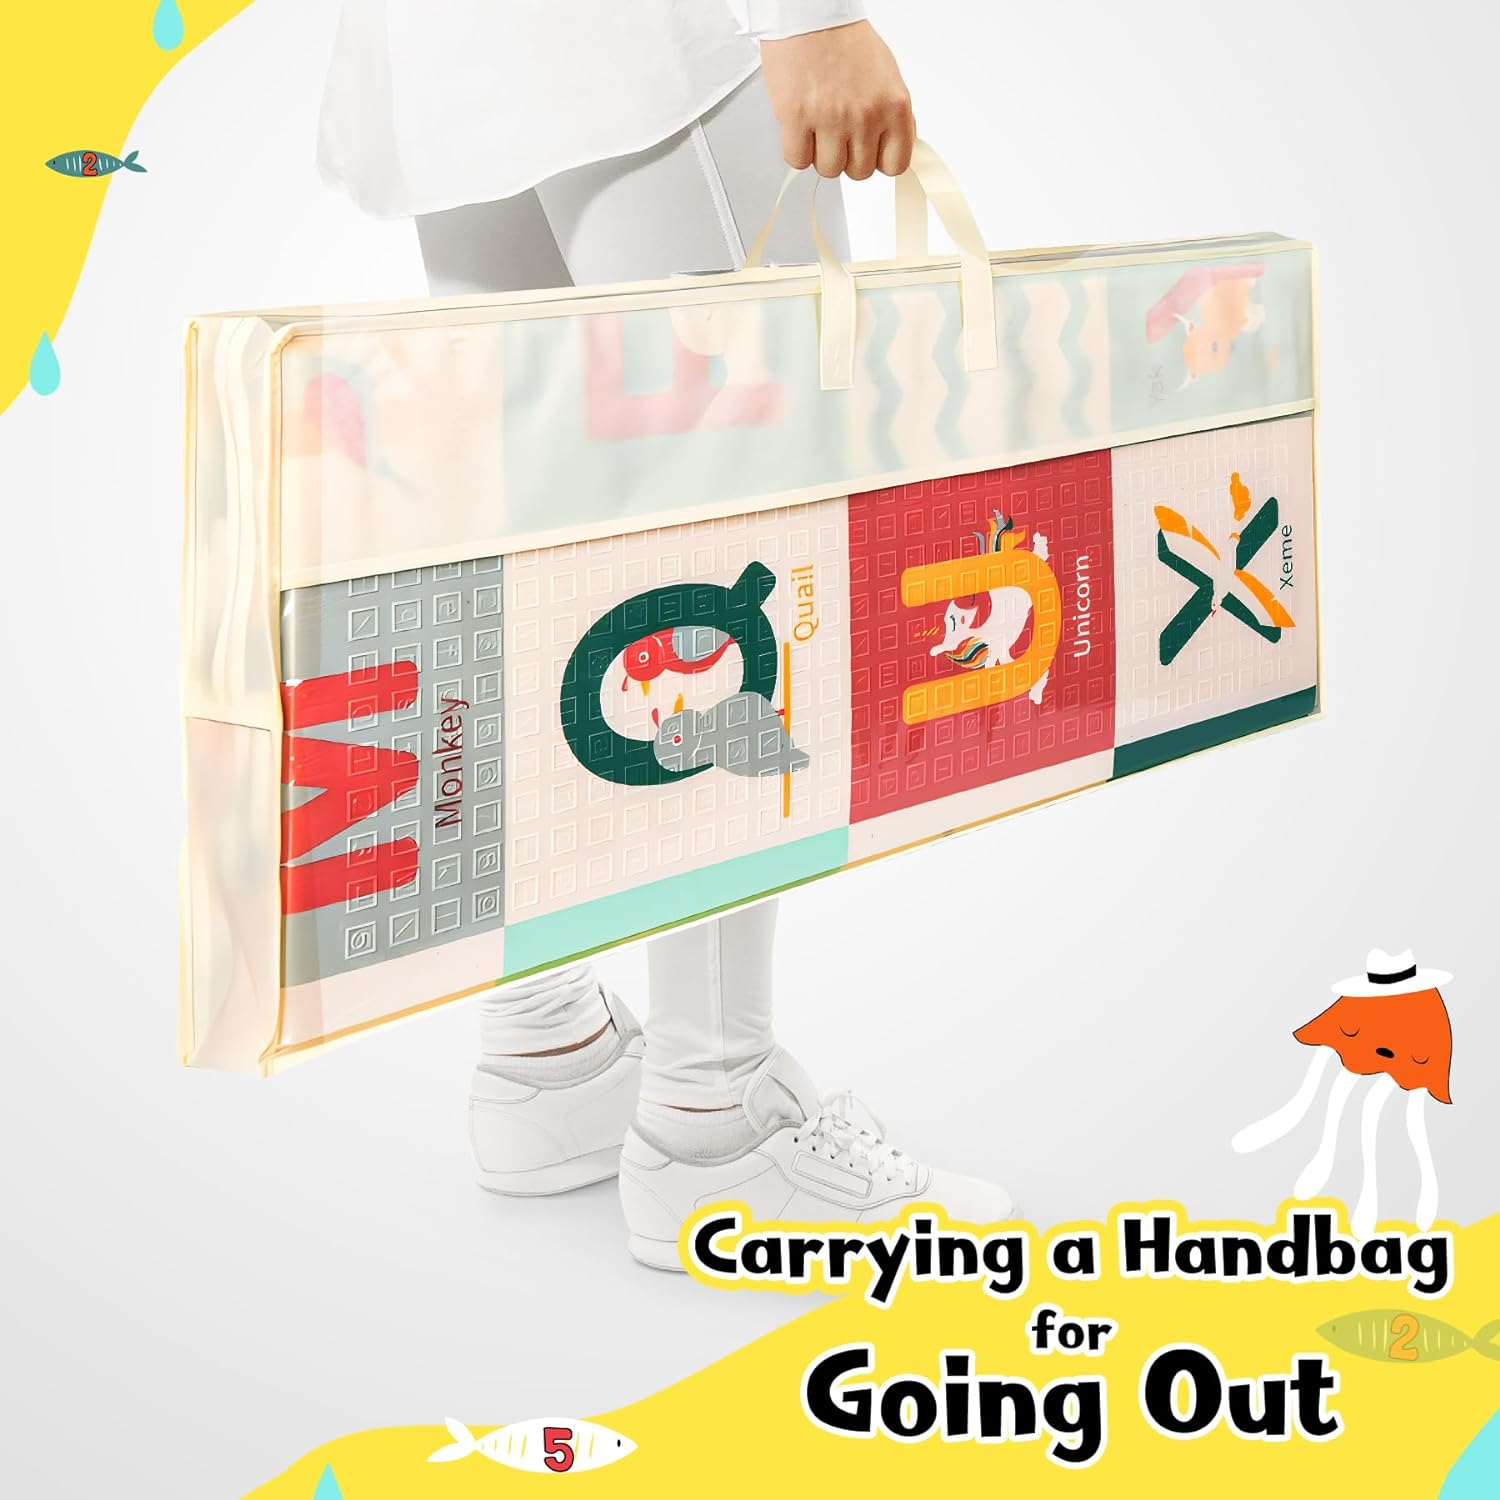 2
Yak
M
Monkey
Q
Quail
U
Unicorn
X
Xeme
Carrying a Handbag
for
Going Out
2
5